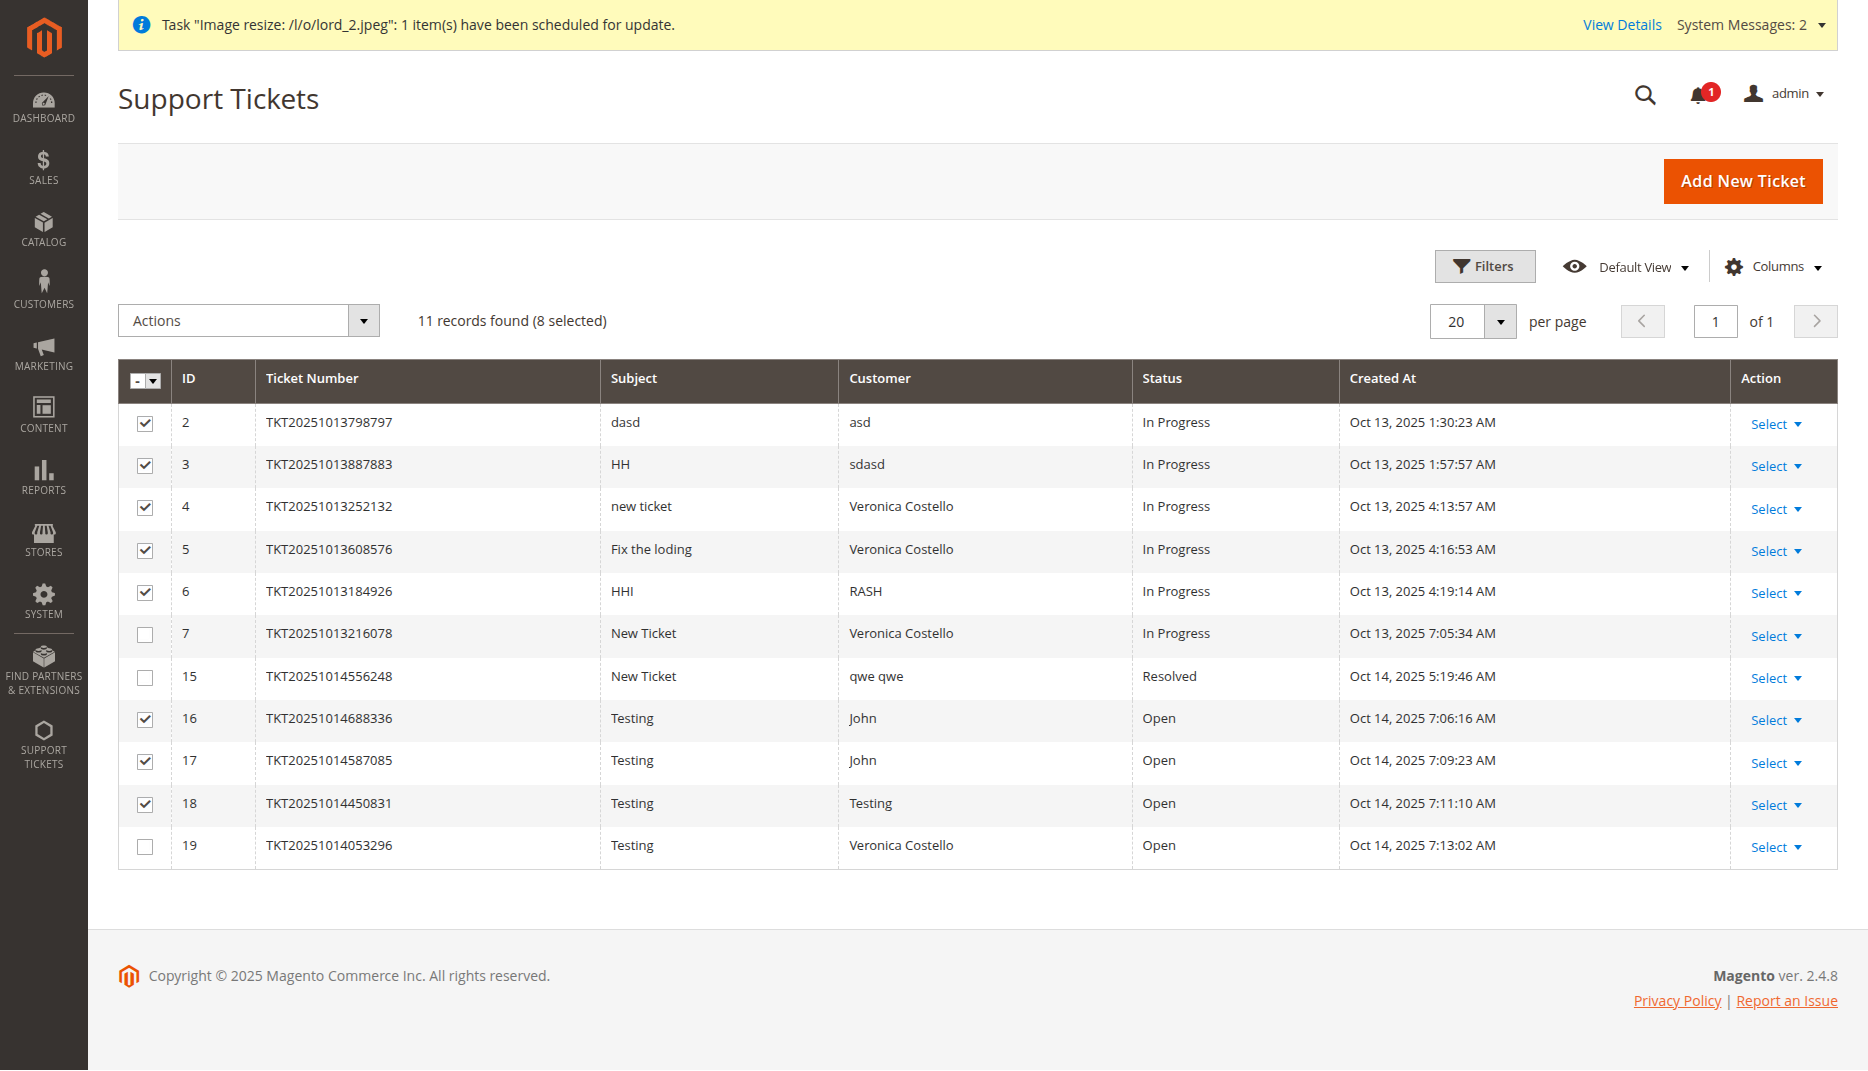 Task "Image resize: /l/o/lord_2.jpeg": 1 item(s) have been scheduled for update. View Details System Messages: 2
Support Tickets
1 admin
Add New Ticket
Filters Default View Columns
Actions 11 records found (8 selected) 20 per page 1 of 1
ID Ticket Number Subject Customer Status Created At Action
2 TKT20251013798797 dasd asd In Progress Oct 13, 2025 1:30:23 AM Select
3 TKT20251013887883 HH sdasd In Progress Oct 13, 2025 1:57:57 AM Select
4 TKT20251013252132 new ticket Veronica Costello In Progress Oct 13, 2025 4:13:57 AM Select
5 TKT20251013608576 Fix the loding Veronica Costello In Progress Oct 13, 2025 4:16:53 AM Select
6 TKT20251013184926 HHI RASH In Progress Oct 13, 2025 4:19:14 AM Select
7 TKT20251013216078 New Ticket Veronica Costello In Progress Oct 13, 2025 7:05:34 AM Select
15 TKT20251014556248 New Ticket qwe qwe Resolved Oct 14, 2025 5:19:46 AM Select
16 TKT20251014688336 Testing John Open Oct 14, 2025 7:06:16 AM Select
17 TKT20251014587085 Testing John Open Oct 14, 2025 7:09:23 AM Select
18 TKT20251014450831 Testing Testing Open Oct 14, 2025 7:11:10 AM Select
19 TKT20251014053296 Testing Veronica Costello Open Oct 14, 2025 7:13:02 AM Select
DASHBOARD
SALES
CATALOG
CUSTOMERS
MARKETING
CONTENT
REPORTS
STORES
SYSTEM
FIND PARTNERS
& EXTENSIONS
SUPPORT
TICKETS
Copyright © 2025 Magento Commerce Inc. All rights reserved.
Magento ver. 2.4.8
Privacy Policy | Report an Issue